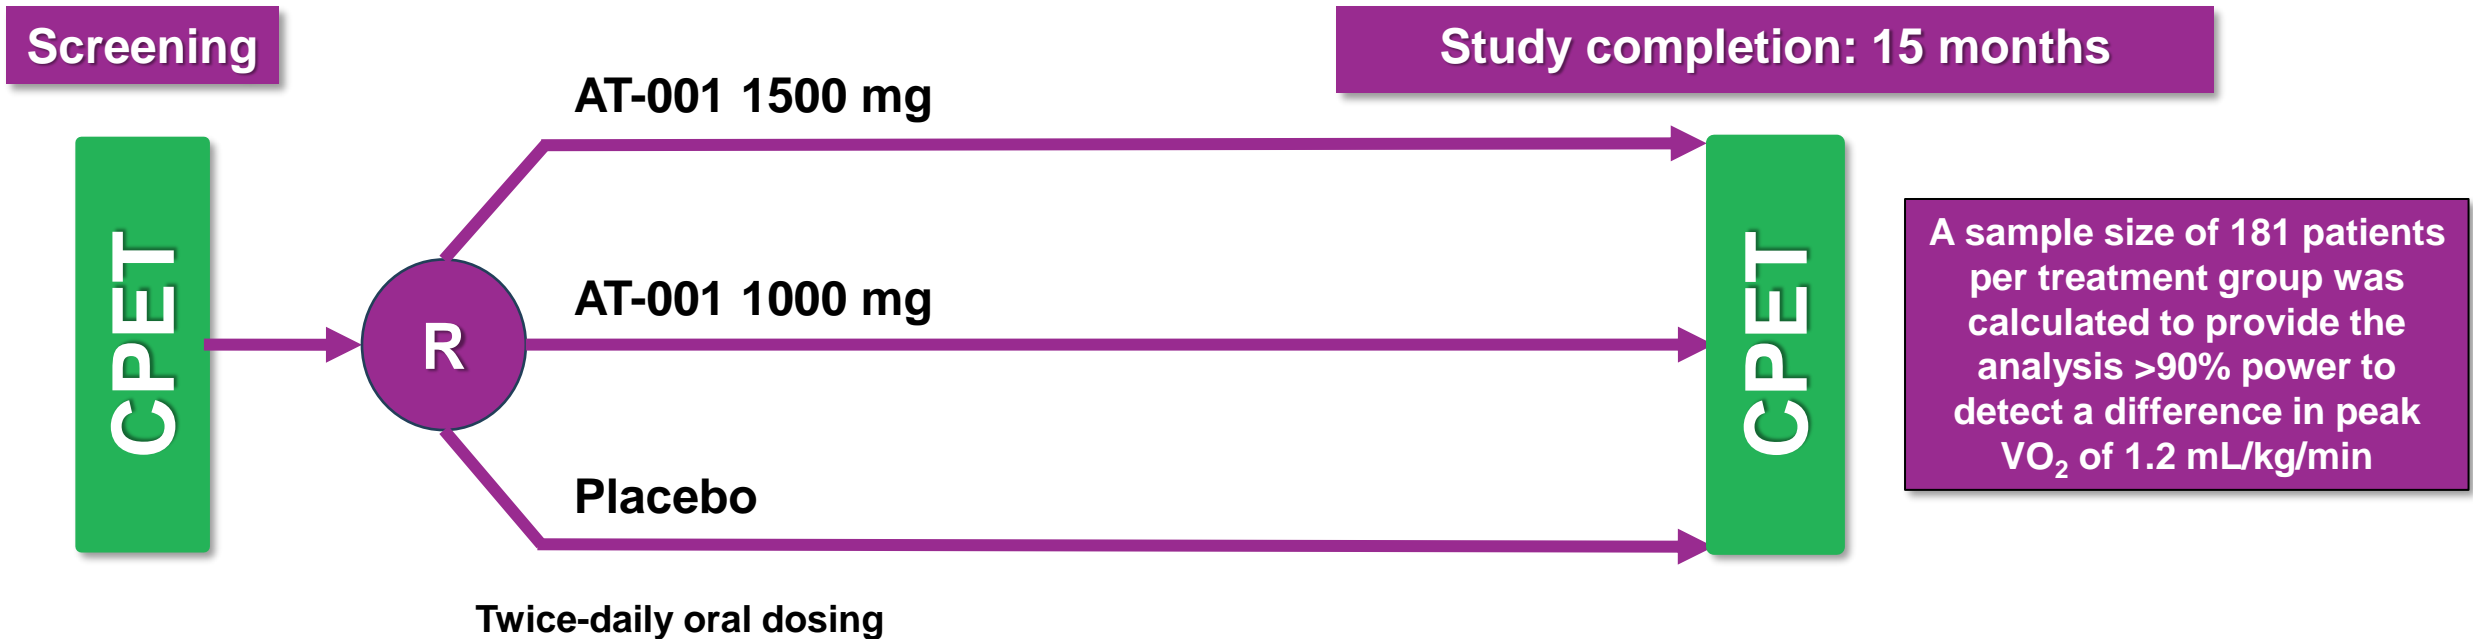 Screening
Study completion: 15 months
AT-001 1500 mg
CPET
R
AT-001 1000 mg
Placebo
Twice-daily oral dosing
CPET
A sample size of 181 patients
per treatment group was
calculated to provide the
analysis >90% power to
detect a difference in peak
VO₂ of 1.2 mL/kg/min